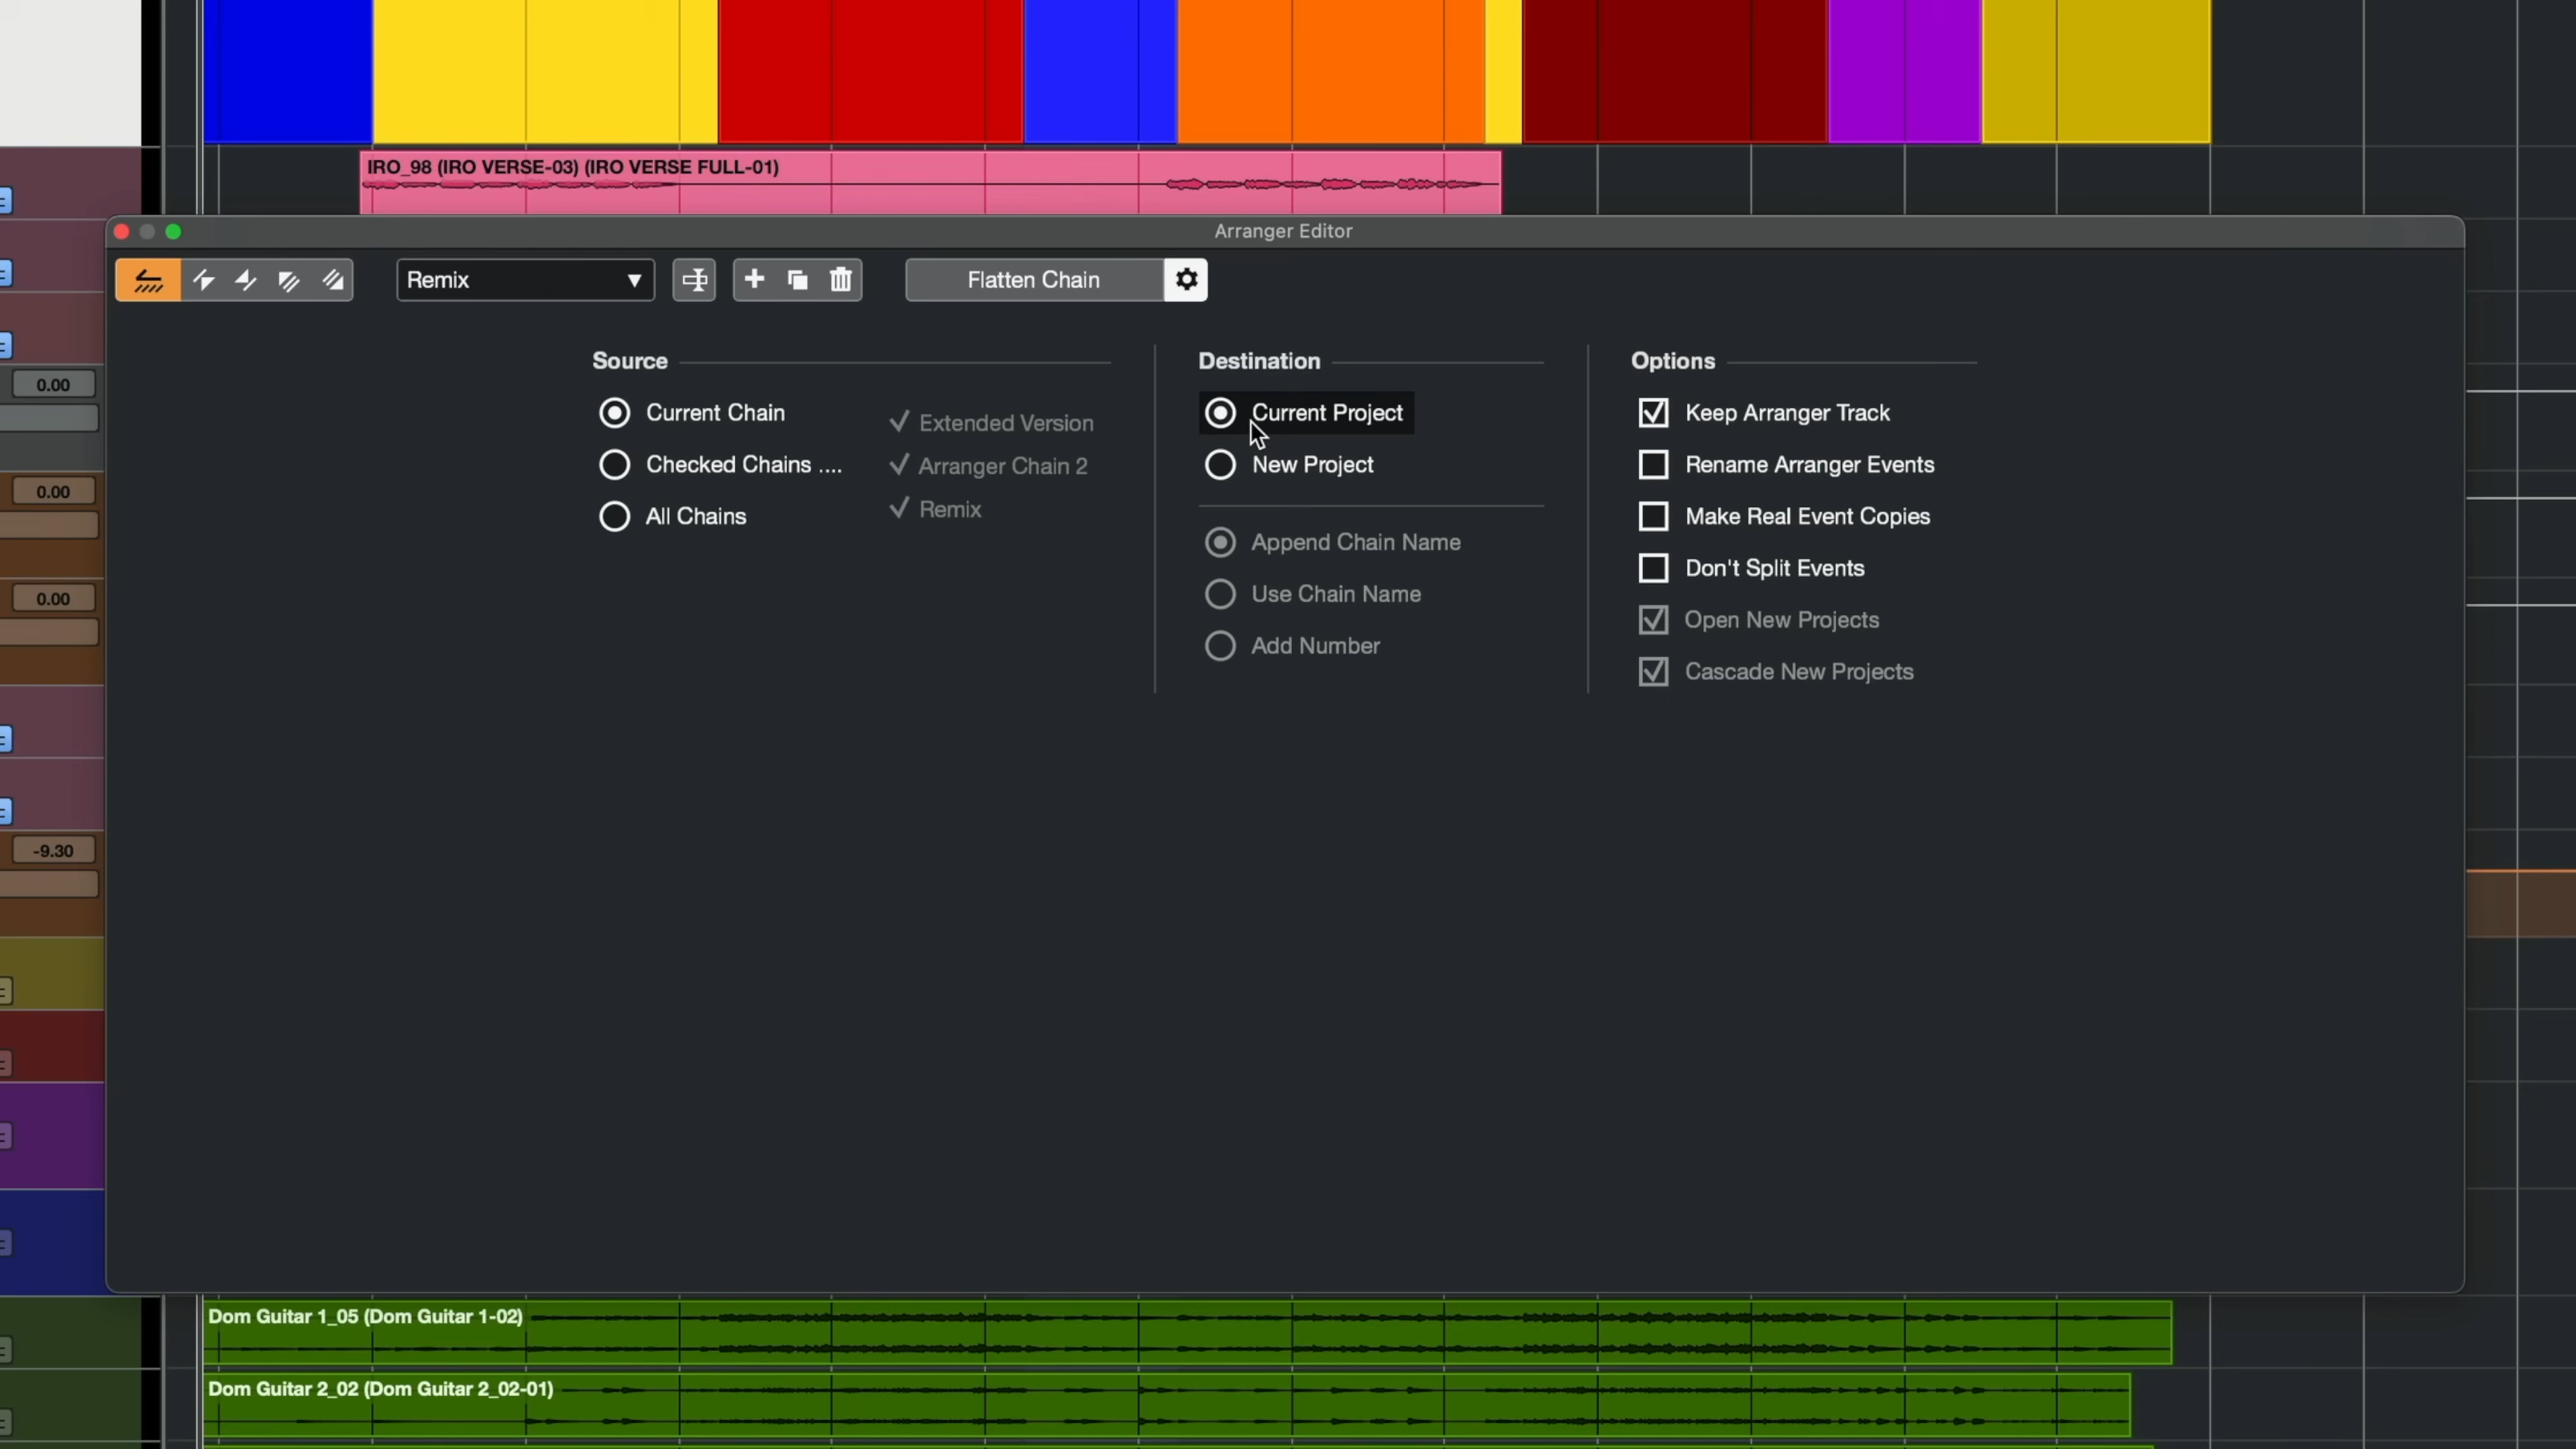 IRO_98 (IRO VERSE-03) (IRO VERSE FULL-01)
Arranger Editor
Remix
Flatten Chain
Source
Current Chain
Checked Chains ....
All Chains
Extended Version
Arranger Chain 2
Remix
Destination
Current Project
New Project
Append Chain Name
Use Chain Name
Add Number
Options
Keep Arranger Track
Rename Arranger Events
Make Real Event Copies
Don't Split Events
Open New Projects
Cascade New Projects
0.00
0.00
0.00
-9.30
Dom Guitar 1_05 (Dom Guitar 1-02)
Dom Guitar 2_02 (Dom Guitar 2_02-01)